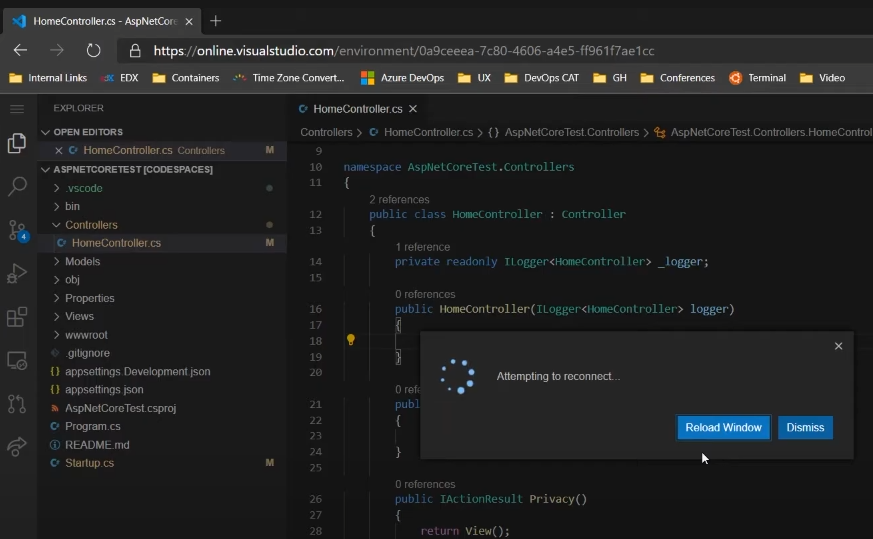 HomeController.cs - AspNetCore
https://online.visualstudio.com/environment/0a9ceeea-7c80-4606-a4e5-ff961f7ae1cc
Internal Links edX EDX Containers Time Zone Convert... Azure DevOps UX DevOps CAT GH Conferences Terminal Video
EXPLORER
OPEN EDITORS
HomeController.cs Controllers M
ASPNETCORETEST [CODESPACES]
.vscode
bin
Controllers
HomeController.cs M
Models
obj
Properties
Views
wwwroot
.gitignore
appsettings.Development.json
appsettings.json
AspNetCoreTest.csproj
Program.cs
README.md
Startup.cs M
4
HomeController.cs
Controllers > HomeController.cs > {} AspNetCoreTest.Controllers > AspNetCoreTest.Controllers.HomeControl
9
10 namespace AspNetCoreTest.Controllers
11 {
2 references
12 public class HomeController : Controller
13 {
1 reference
14 private readonly ILogger<HomeController> _logger;
15
0 references
16 public HomeController(ILogger<HomeController> logger)
17 {
18
19 }
20
0 refe
21 publ
22 {
23
24 }
25
0 references
26 public IActionResult Privacy()
27 {
28 return View();
Attempting to reconnect...
Reload Window Dismiss